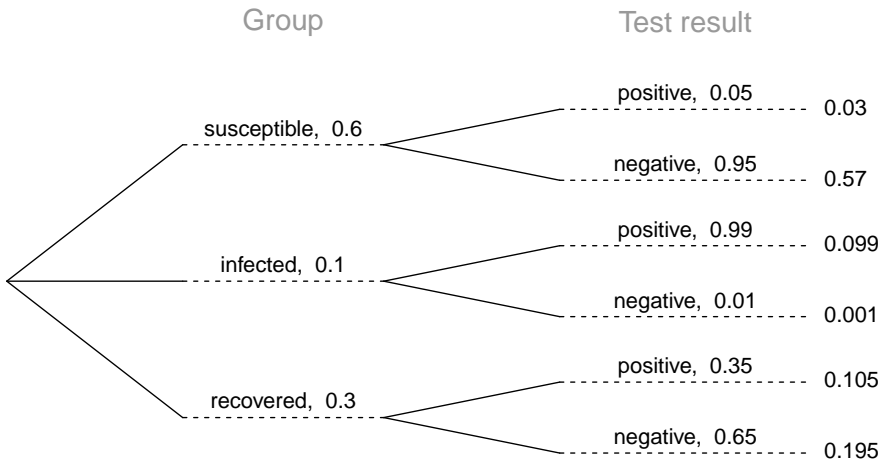 Group
Test result
susceptible, 0.6
positive, 0.05
0.03
negative, 0.95
0.57
infected, 0.1
positive, 0.99
0.099
negative, 0.01
0.001
recovered, 0.3
positive, 0.35
0.105
negative, 0.65
0.195